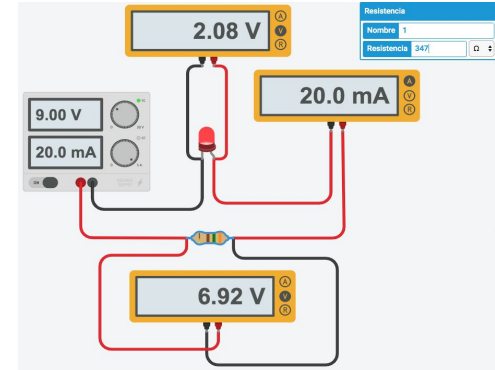 2.08 V
A
V
R
Resistencia
Nombre 1
Resistencia 347 Ω
20.0 mA
A
V
R
9.00 V
20.0 mA
ON
6.92 V
A
V
R